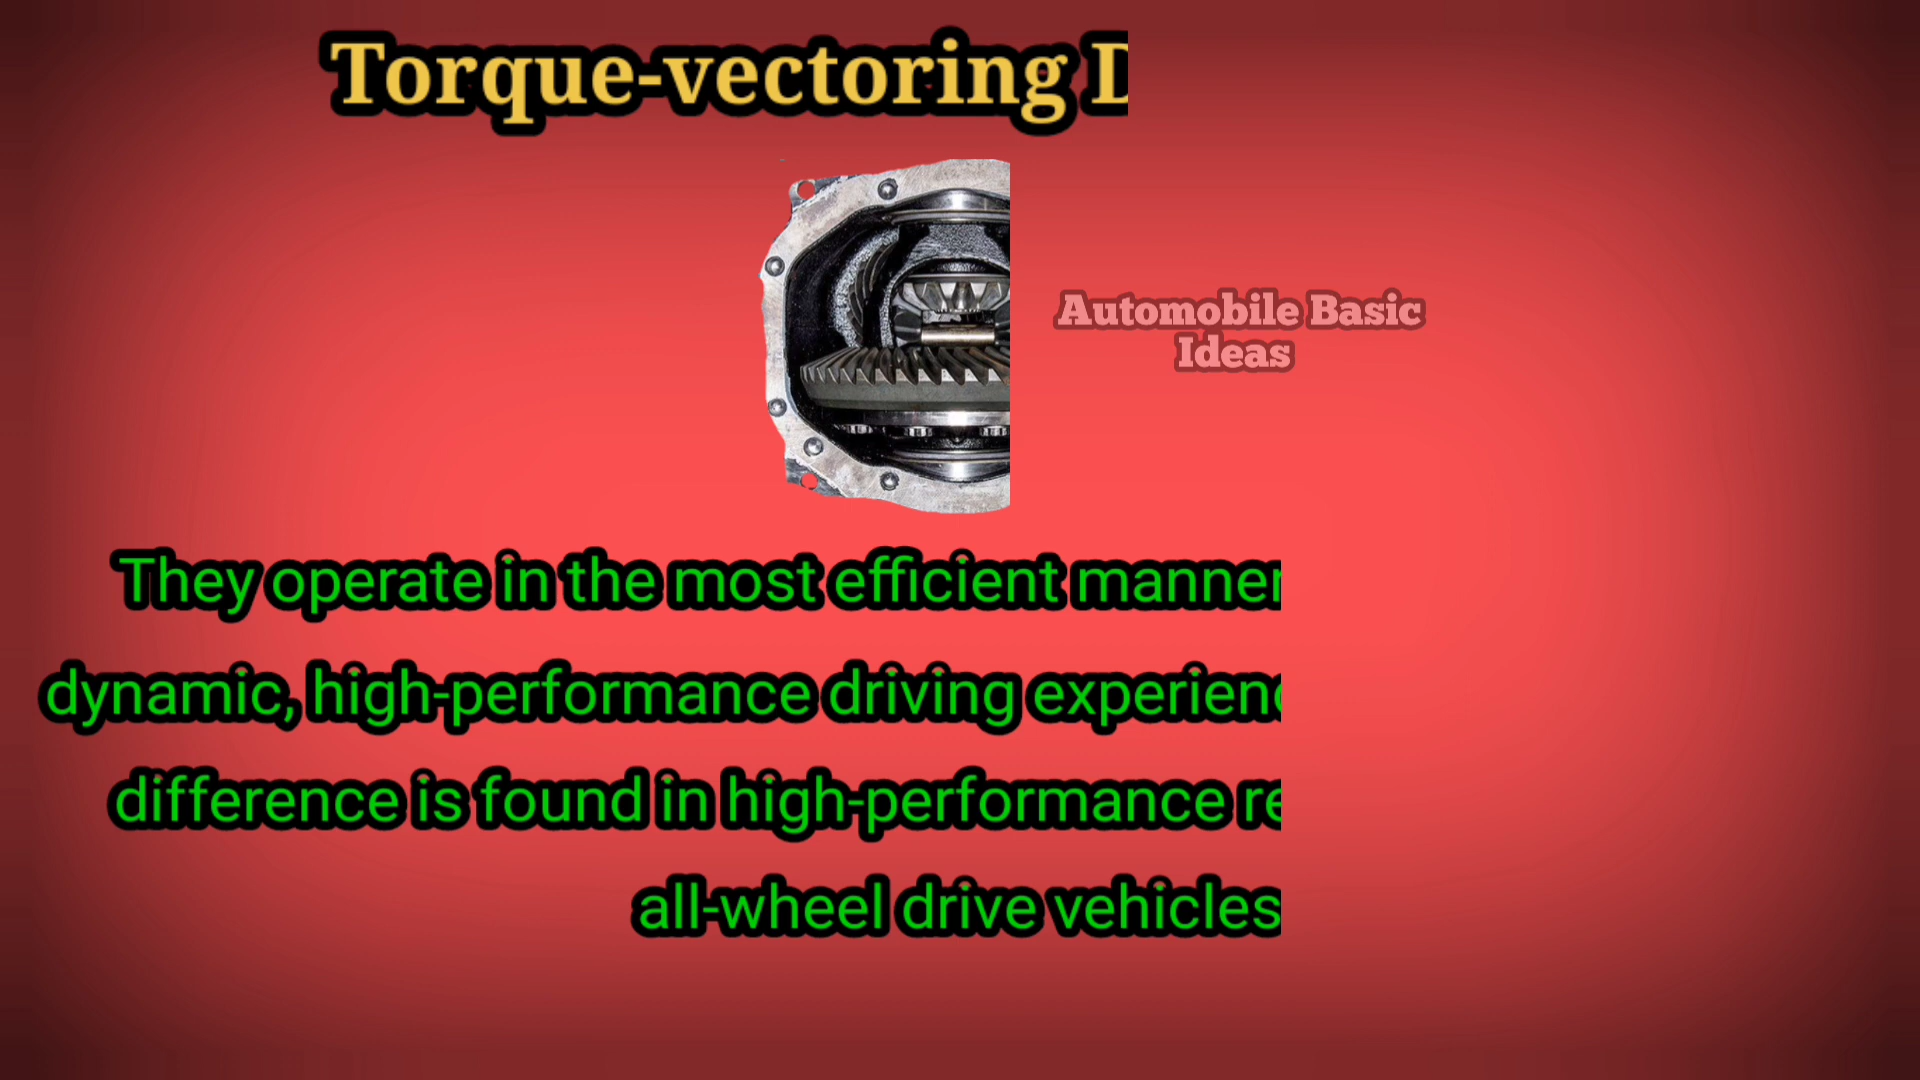 Torque-vectoring
Automobile Basic
Ideas
They operate in the most efficient manner
dynamic, high-performance driving
difference is found in high-performance
all-wheel drive vehicles